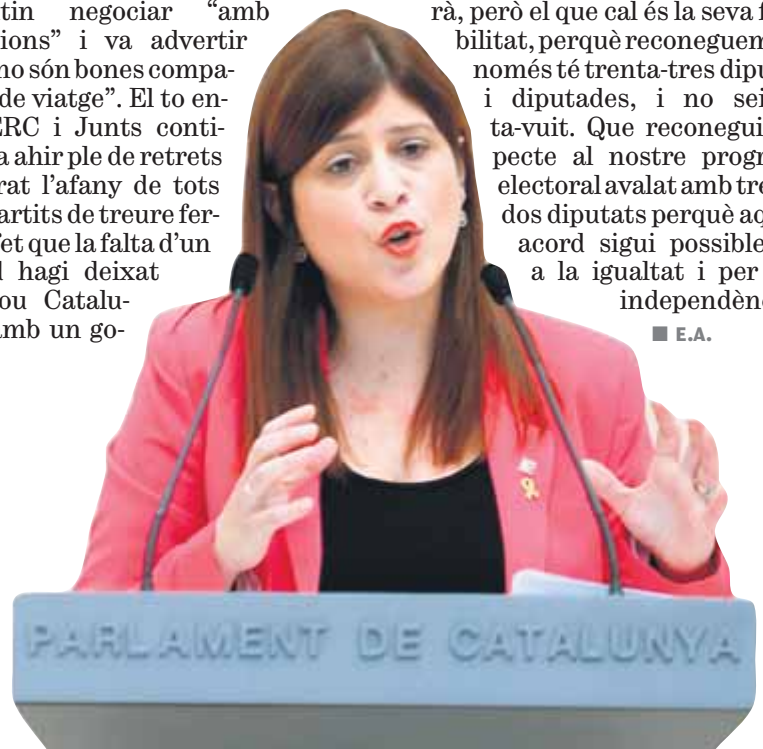 tin negociar “amb
ions” i va advertir
no són bones compa-
de viatge”. El to en-
ERC i Junts conti-
a ahir ple de retrets
rat l’afany de tots
artits de treure fer-
fet que la falta d’un
l hagi deixat
ou Catalu-
amb un go-
rà, però el que cal és la seva f
bilitat, perquè reconeguem
només té trenta-tres dipu
i diputades, i no sei
ta-vuit. Que reconegui
pecte al nostre progr
electoral avalat amb tre
dos diputats perquè aq
acord sigui possible
a la igualtat i per
independènc
■ E.A.
PARLAMENT DE CATALUNYA